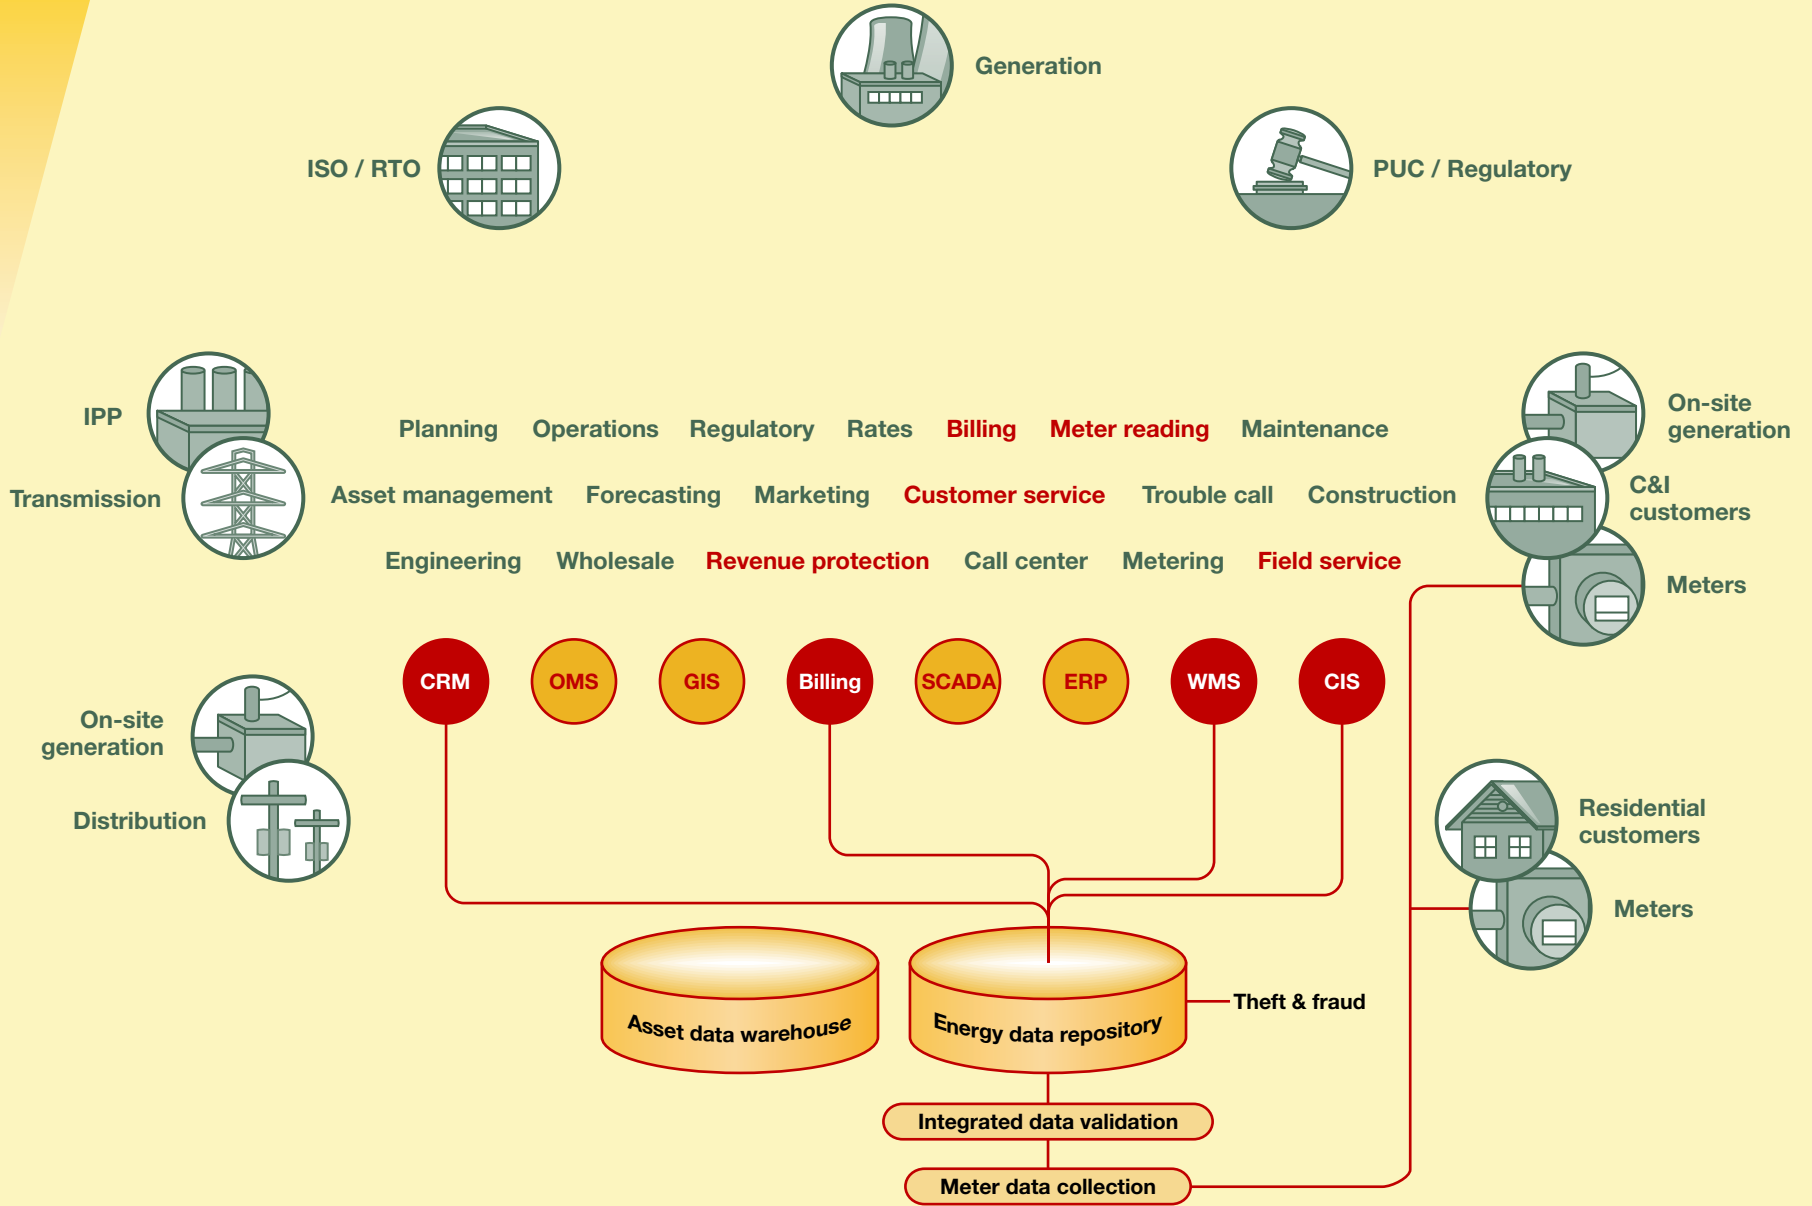 Generation
ISO / RTO
PUC / Regulatory
IPP
Transmission
On-site
generation
C&I
customers
Meters
Planning Operations Regulatory Rates Billing Meter reading Maintenance
Asset management Forecasting Marketing Customer service Trouble call Construction
Engineering Wholesale Revenue protection Call center Metering Field service
CRM OMS GIS Billing SCADA ERP WMS CIS
On-site
generation
Distribution
Residential
customers
Meters
Asset data warehouse
Energy data repository
Theft & fraud
Integrated data validation
Meter data collection